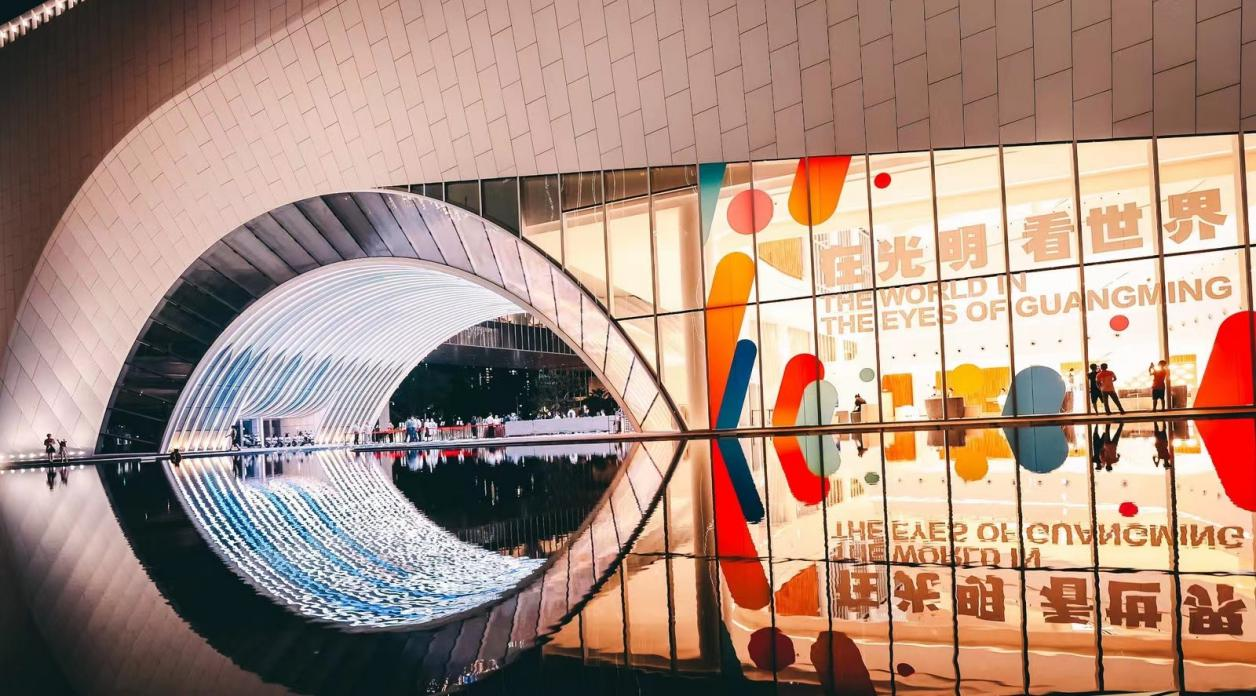 在光明 看世界
THE WORLD IN
THE EYES OF GUANGMING